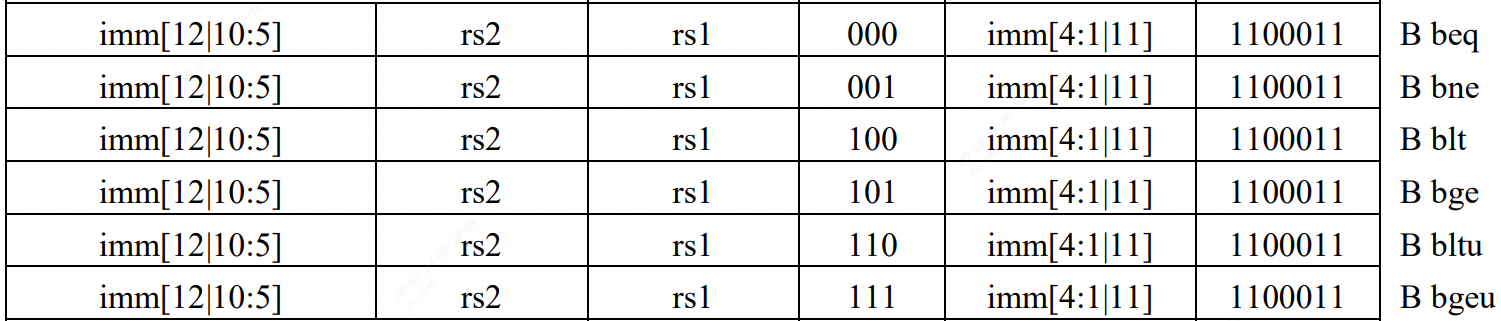 imm[12|10:5] rs2 rs1 000 imm[4:1|11] 1100011 B beq
imm[12|10:5] rs2 rs1 001 imm[4:1|11] 1100011 B bne
imm[12|10:5] rs2 rs1 100 imm[4:1|11] 1100011 B blt
imm[12|10:5] rs2 rs1 101 imm[4:1|11] 1100011 B bge
imm[12|10:5] rs2 rs1 110 imm[4:1|11] 1100011 B bltu
imm[12|10:5] rs2 rs1 111 imm[4:1|11] 1100011 B bgeu